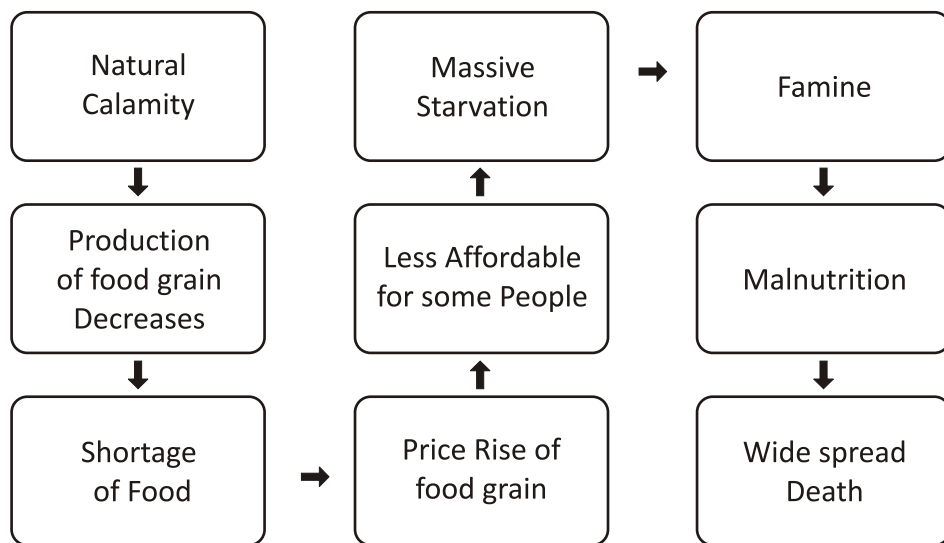 Natural
Calamity
Production
of food grain
Decreases
Shortage
of Food
Price Rise of
food grain
Less Affordable
for some People
Massive
Starvation
Famine
Malnutrition
Wide spread
Death